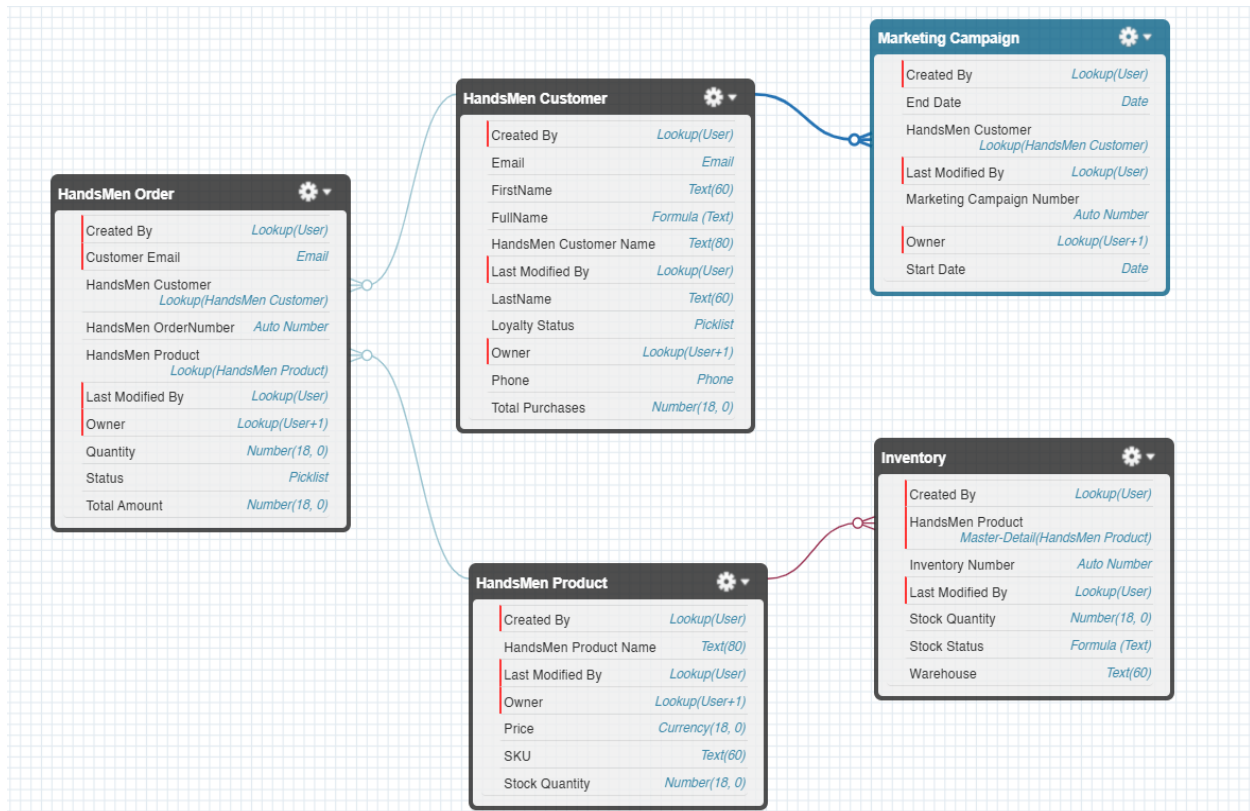 HandsMen Order
Created By Lookup(User)
Customer Email Email
HandsMen Customer
Lookup(HandsMen Customer)
HandsMen OrderNumber Auto Number
HandsMen Product
Lookup(HandsMen Product)
Last Modified By Lookup(User)
Owner Lookup(User+1)
Quantity Number(18, 0)
Status Picklist
Total Amount Number(18, 0)
HandsMen Customer
Created By Lookup(User)
Email Email
FirstName Text(60)
FullName Formula (Text)
HandsMen Customer Name Text(80)
Last Modified By Lookup(User)
LastName Text(60)
Loyalty Status Picklist
Owner Lookup(User+1)
Phone Phone
Total Purchases Number(18, 0)
Marketing Campaign
Created By Lookup(User)
End Date Date
HandsMen Customer
Lookup(HandsMen Customer)
Last Modified By Lookup(User)
Marketing Campaign Number
Auto Number
Owner Lookup(User+1)
Start Date Date
HandsMen Product
Created By Lookup(User)
HandsMen Product Name Text(80)
Last Modified By Lookup(User)
Owner Lookup(User+1)
Price Currency(18, 0)
SKU Text(60)
Stock Quantity Number(18, 0)
Inventory
Created By Lookup(User)
HandsMen Product
Master-Detail(HandsMen Product)
Inventory Number Auto Number
Last Modified By Lookup(User)
Stock Quantity Number(18, 0)
Stock Status Formula (Text)
Warehouse Text(60)